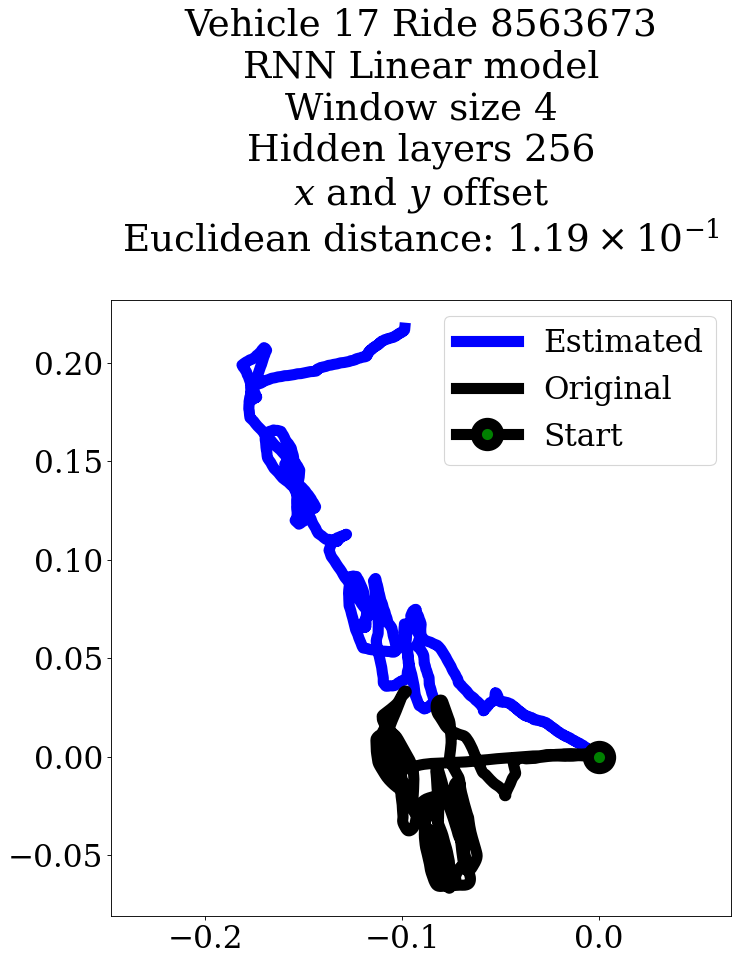 Vehicle 17 Ride 8563673
RNN Linear model
Window size 4
Hidden layers 256
x and y offset
Euclidean distance: 1.19 × 10⁻¹
Estimated
Original
Start
0.20
0.15
0.10
0.05
0.00
−0.05
−0.2 −0.1 0.0